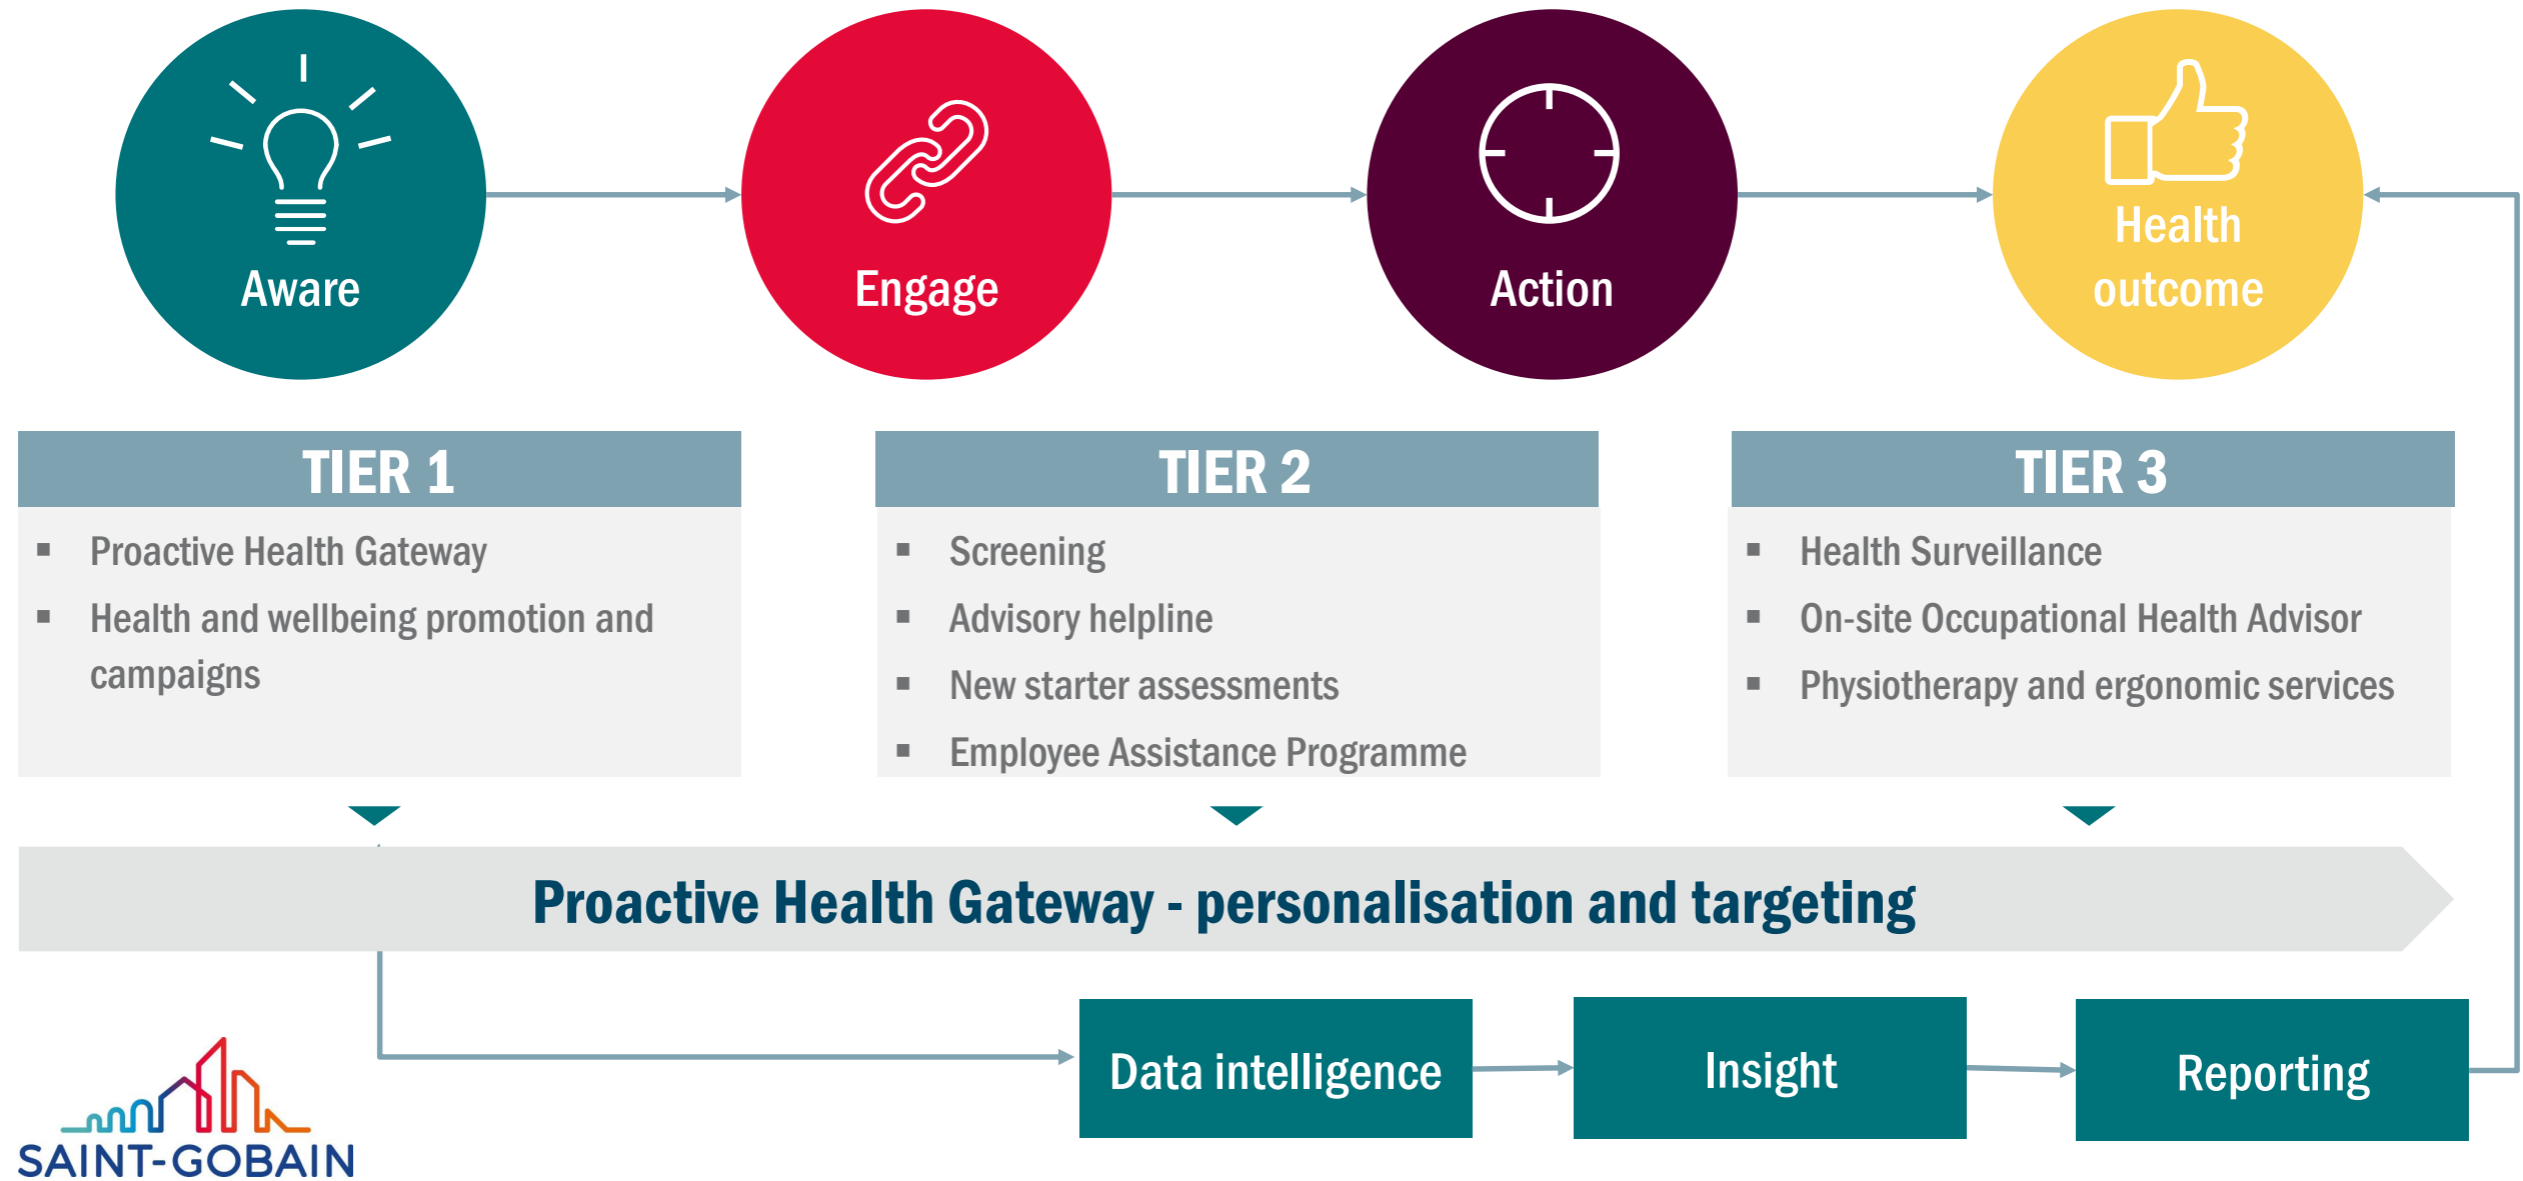 Aware
Engage
Action
Health
outcome
TIER 1
Proactive Health Gateway
Health and wellbeing promotion and
campaigns
TIER 2
Screening
Advisory helpline
New starter assessments
Employee Assistance Programme
TIER 3
Health Surveillance
On-site Occupational Health Advisor
Physiotherapy and ergonomic services
Proactive Health Gateway - personalisation and targeting
Data intelligence
Insight
Reporting
SAINT-GOBAIN